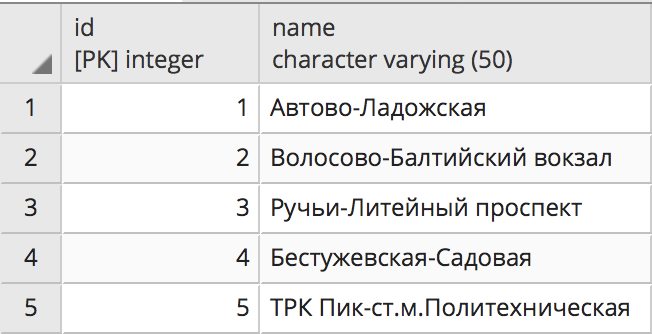 id name
[PK] integer character varying (50)
1 1 Автово-Ладожская
2 2 Волосово-Балтийский вокзал
3 3 Ручьи-Литейный проспект
4 4 Бестужевская-Садовая
5 5 ТРК Пик-ст.м.Политехническая